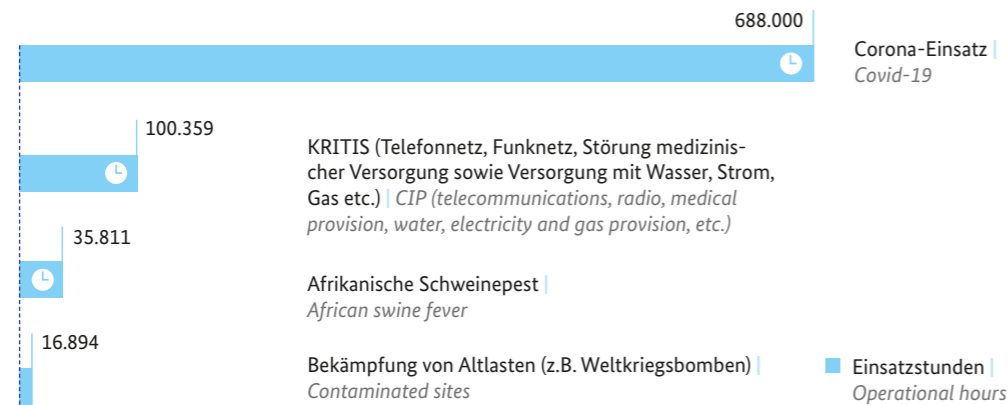 688.000
Corona-Einsatz |
Covid-19
100.359
KRITIS (Telefonnetz, Funknetz, Störung medizinis-
cher Versorgung sowie Versorgung mit Wasser, Strom,
Gas etc.) | CIP (telecommunications, radio, medical
provision, water, electricity and gas provision, etc.)
35.811
Afrikanische Schweinepest |
African swine fever
16.894
Bekämpfung von Altlasten (z.B. Weltkriegsbomben) |
Contaminated sites
Einsatzstunden |
Operational hours